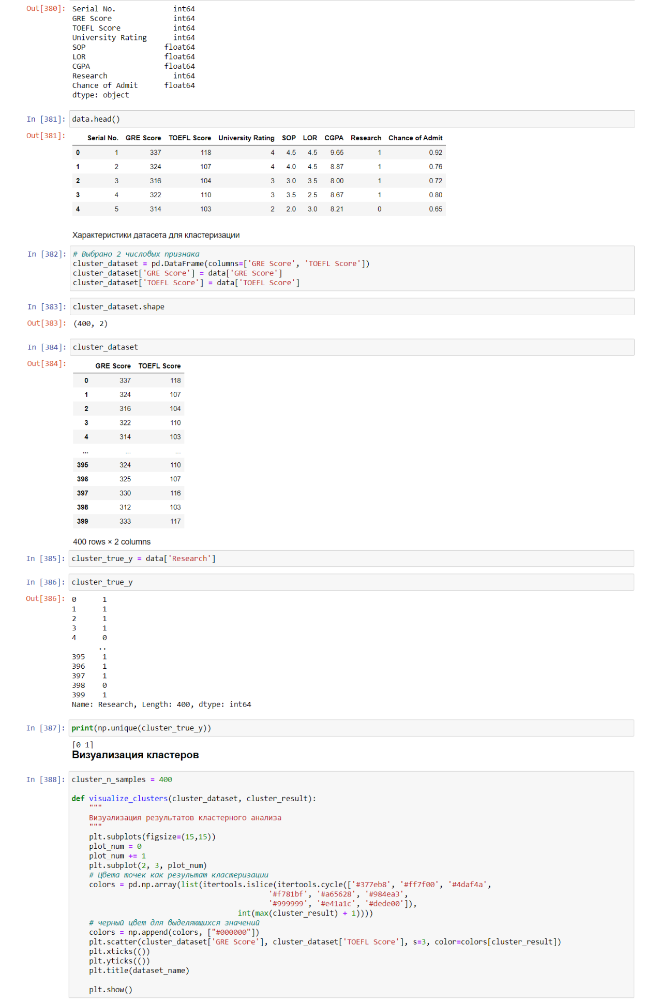 Out[380]: Serial No.             int64
GRE Score              int64
TOEFL Score            int64
University Rating      int64
SOP                  float64
LOR                  float64
CGPA                 float64
Research               int64
Chance of Admit      float64
dtype: object
In [381]: data.head()
Out[381]:
Serial No. GRE Score TOEFL Score University Rating SOP LOR CGPA Research Chance of Admit
0 1 337 118 4 4.5 4.5 9.65 1 0.92
1 2 324 107 4 4.0 4.5 8.87 1 0.76
2 3 316 104 3 3.0 3.5 8.00 1 0.72
3 4 322 110 3 3.5 2.5 8.67 1 0.80
4 5 314 103 2 2.0 3.0 8.21 0 0.65
Характеристики датасета для кластеризации
In [382]: # Выбрано 2 числовых признака
cluster_dataset = pd.DataFrame(columns=['GRE Score', 'TOEFL Score'])
cluster_dataset['GRE Score'] = data['GRE Score']
cluster_dataset['TOEFL Score'] = data['TOEFL Score']
In [383]: cluster_dataset.shape
Out[383]: (400, 2)
In [384]: cluster_dataset
Out[384]:
GRE Score TOEFL Score
0 337 118
1 324 107
2 316 104
3 322 110
4 314 103
... ... ...
395 324 110
396 325 107
397 330 116
398 312 103
399 333 117
400 rows × 2 columns
In [385]: cluster_true_y = data['Research']
In [386]: cluster_true_y
Out[386]: 0      1
1      1
2      1
3      1
4      0
..
395    1
396    1
397    1
398    0
399    1
Name: Research, Length: 400, dtype: int64
In [387]: print(np.unique(cluster_true_y))
[0 1]
Визуализация кластеров
In [388]: cluster_n_samples = 400
def visualize_clusters(cluster_dataset, cluster_result):
"""
Визуализация результатов кластерного анализа
"""
plt.subplots(figsize=(15,15))
plot_num = 0
plot_num += 1
plt.subplot(2, 3, plot_num)
# Цвета точек как результат кластеризации
colors = pd.np.array(list(itertools.islice(itertools.cycle(['#377eb8', '#ff7f00', '#4daf4a',
'#f781bf', '#a65628', '#984ea3',
'#999999', '#e41a1c', '#dede00']),
int(max(cluster_result) + 1))))
# черный цвет для выделяющихся значений
colors = np.append(colors, ["#000000"])
plt.scatter(cluster_dataset['GRE Score'], cluster_dataset['TOEFL Score'], s=3, color=colors[cluster_result])
plt.xticks(())
plt.yticks(())
plt.title(dataset_name)
plt.show()